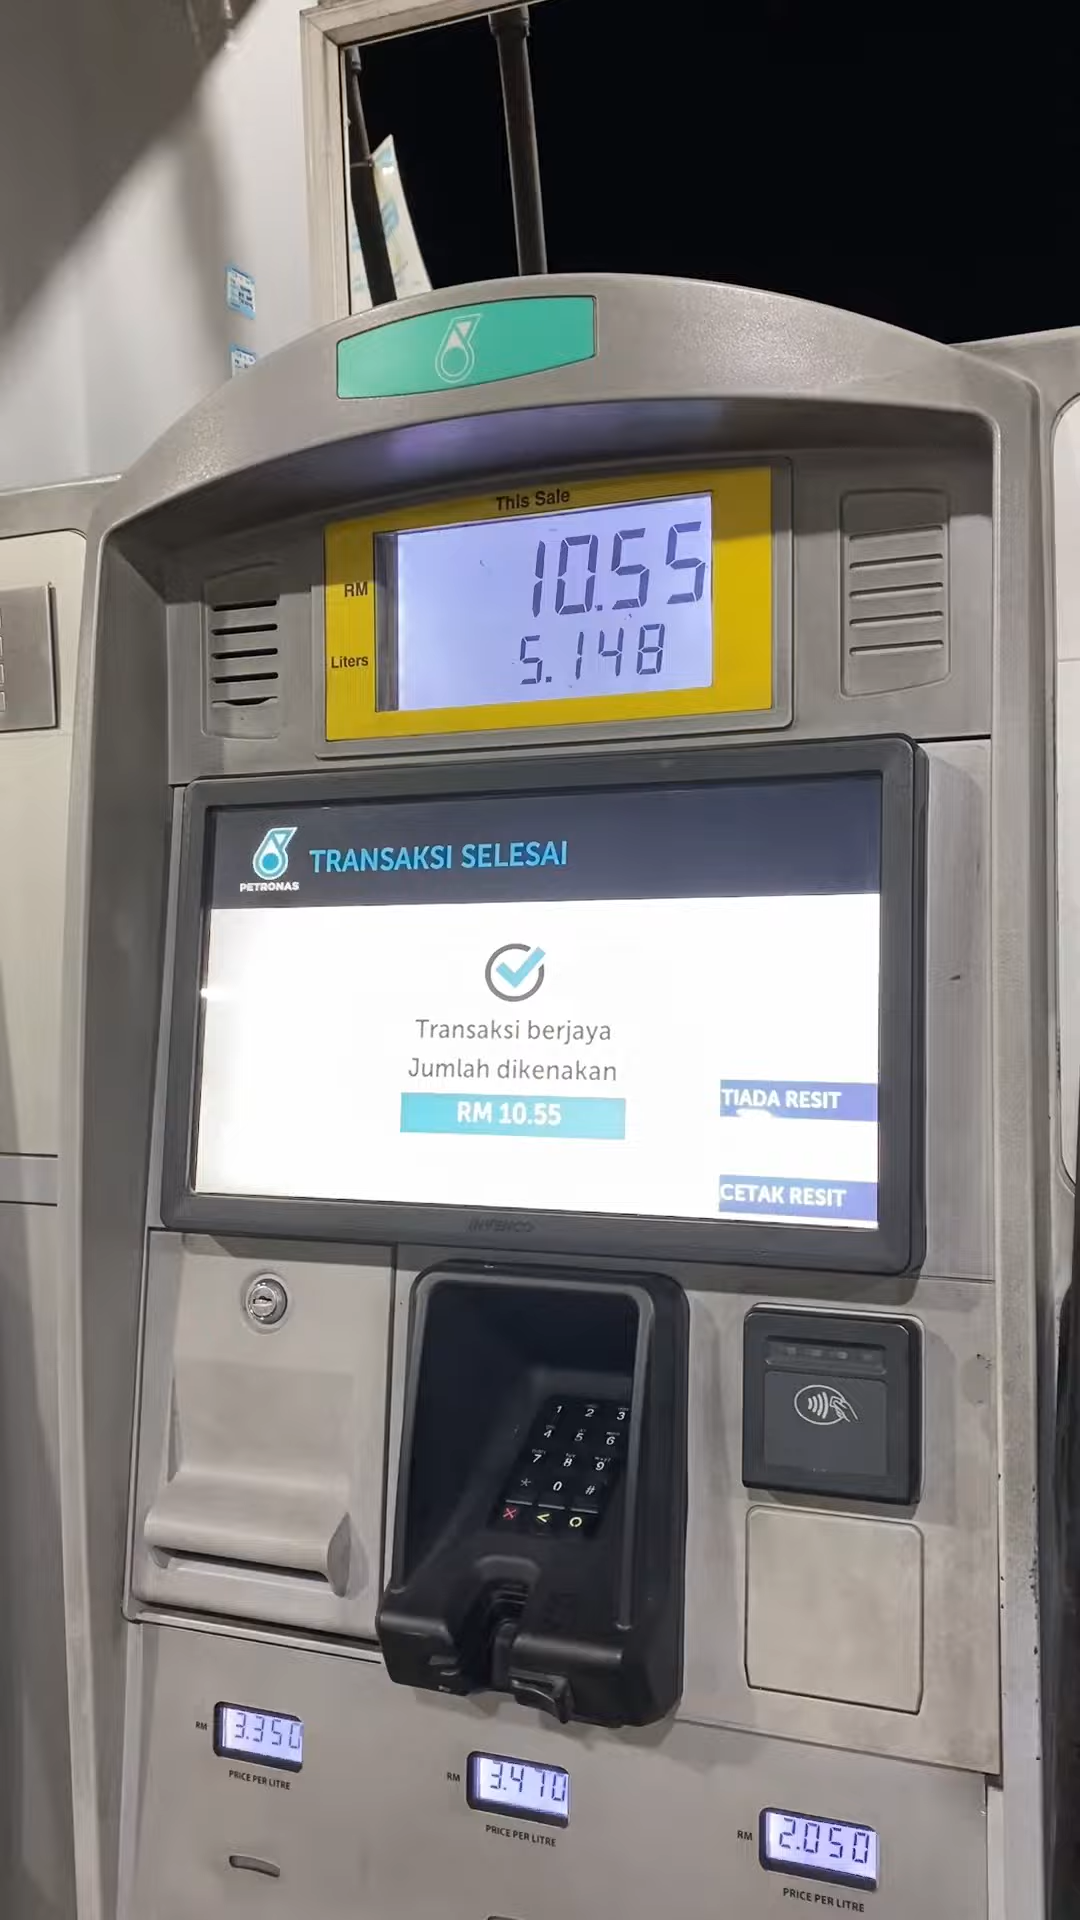 This Sale
RM 10.55
Liters 5.148
PETRONAS
TRANSAKSI SELESAI
Transaksi berjaya
Jumlah dikenakan
RM 10.55
TIADA RESIT
CETAK RESIT
INVENCO
1 2 3
4 5 6
7 8 9
* 0 #
RM 3.350
PRICE PER LITRE
RM 3.470
PRICE PER LITRE
RM 2.050
PRICE PER LITRE